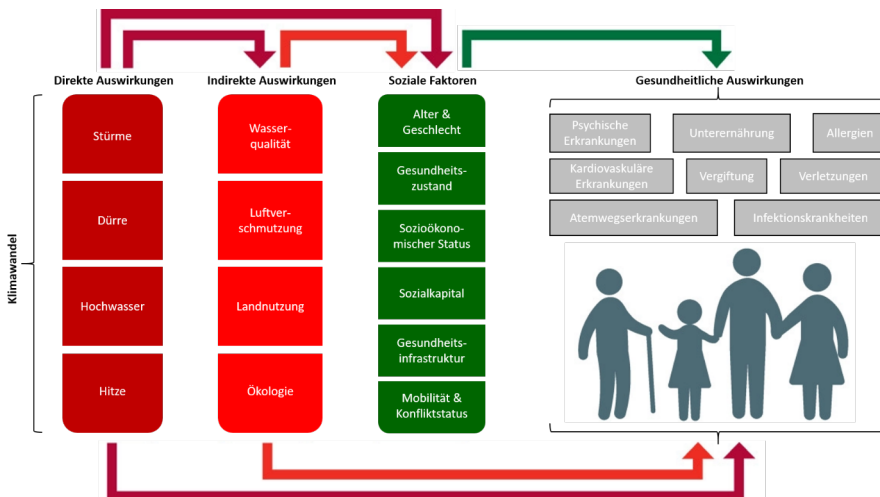 Direkte Auswirkungen
Indirekte Auswirkungen
Soziale Faktoren
Gesundheitliche Auswirkungen
Klimawandel
Stürme
Dürre
Hochwasser
Hitze
Wasser-
qualität
Luftver-
schmutzung
Landnutzung
Ökologie
Alter &
Geschlecht
Gesundheits-
zustand
Sozioökono-
mischer Status
Sozialkapital
Gesundheits-
infrastruktur
Mobilität &
Konfliktstatus
Psychische
Erkrankungen
Unterernährung
Allergien
Kardiovaskuläre
Erkrankungen
Vergiftung
Verletzungen
Atemwegserkrankungen
Infektionskrankheiten